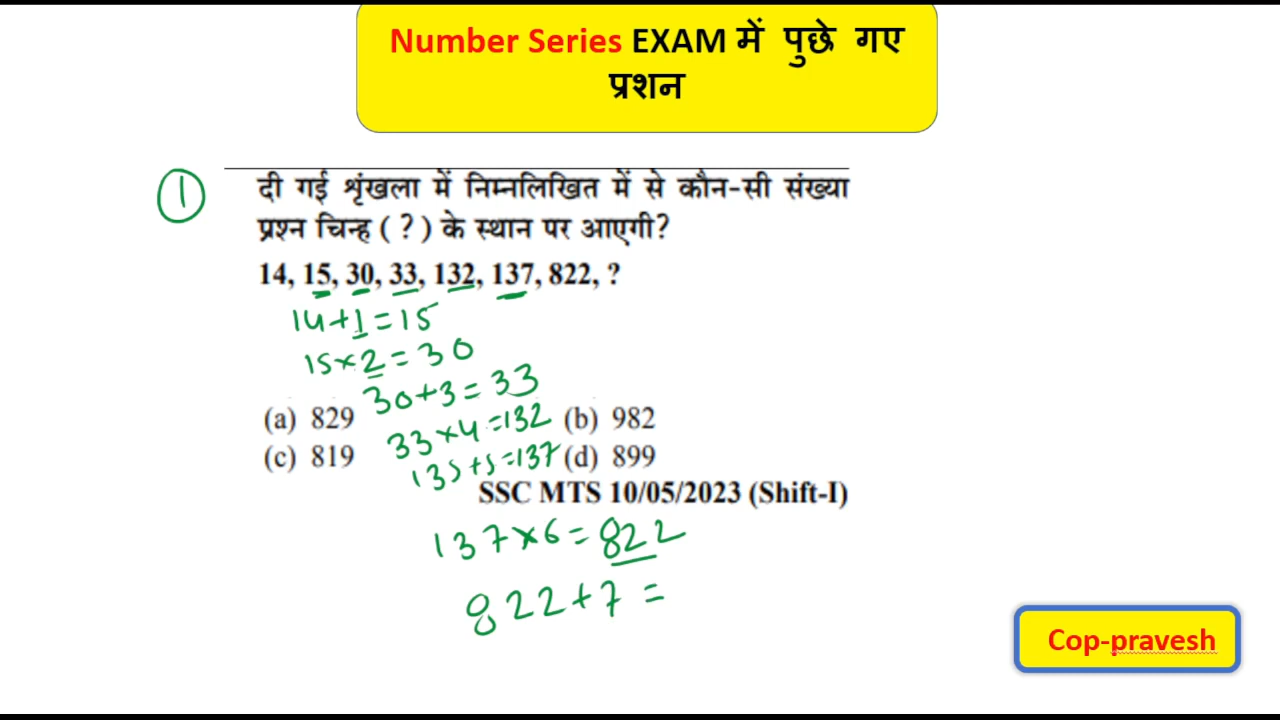 Number Series EXAM में पुछे गए
प्रशन
1
दी गई शृंखला में निम्नलिखित में से कौन-सी संख्या
प्रश्न चिन्ह ( ? ) के स्थान पर आएगी?
14, 15, 30, 33, 132, 137, 822, ?
14+1=15
15×2=30
30+3=33
(a) 829
33×4=132
(b) 982
(c) 819
135+5=137
(d) 899
SSC MTS 10/05/2023 (Shift-I)
137×6=822
822+7=
Cop-pravesh